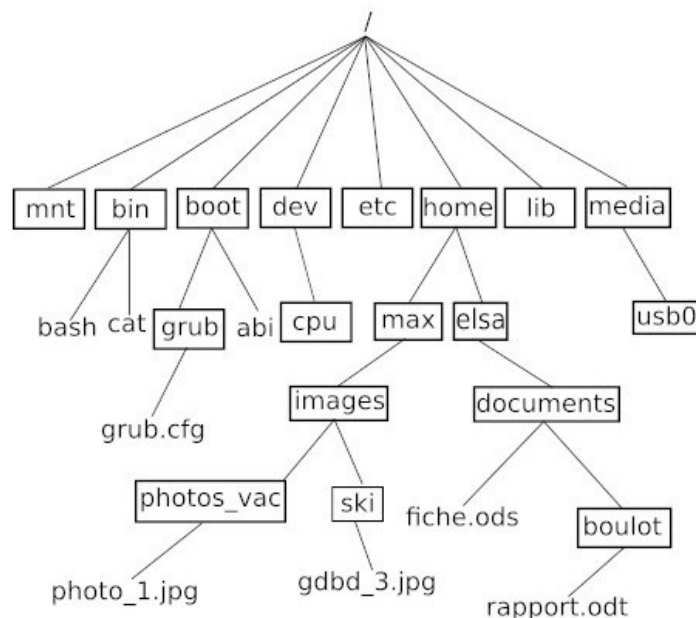 /
mnt bin boot dev etc home lib media
bash cat grub abi cpu max elsa usb0
grub.cfg images documents
photos_vac ski fiche.ods boulot
photo_1.jpg gdbd_3.jpg rapport.odt